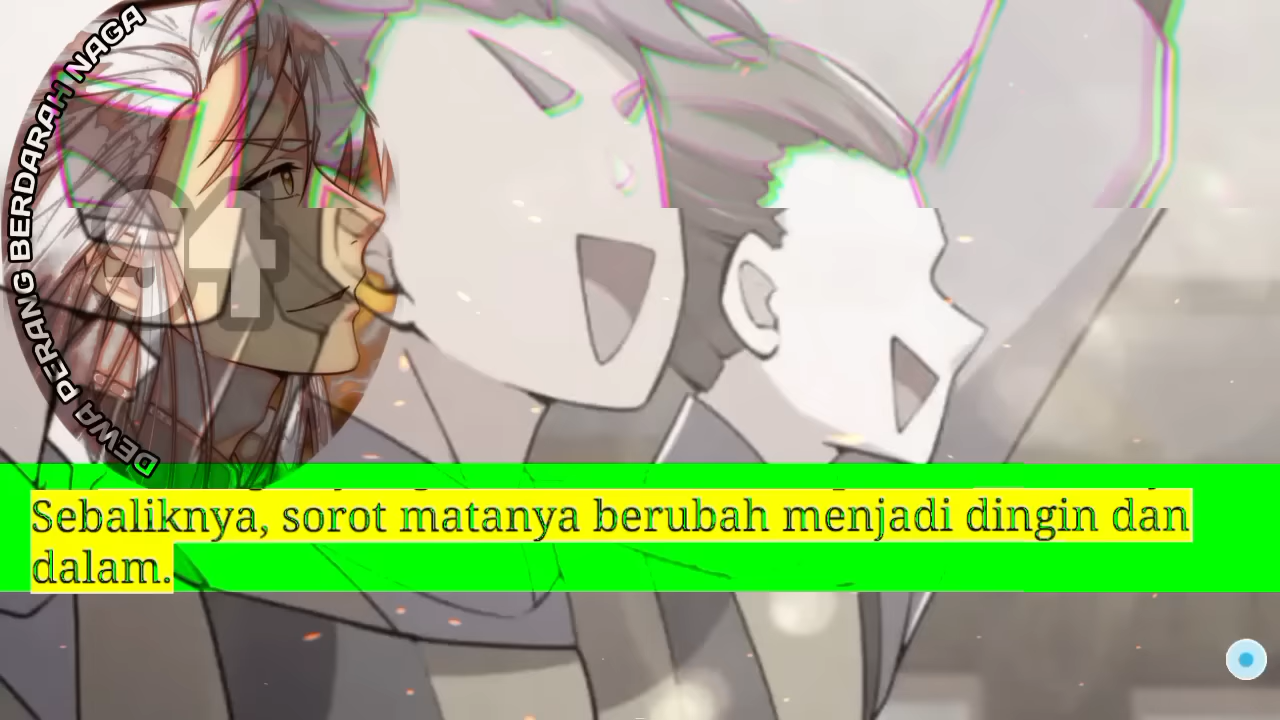 DEWA PERANG BERDARAH NAGA
Sebaliknya, sorot matanya berubah menjadi dingin dan
dalam.